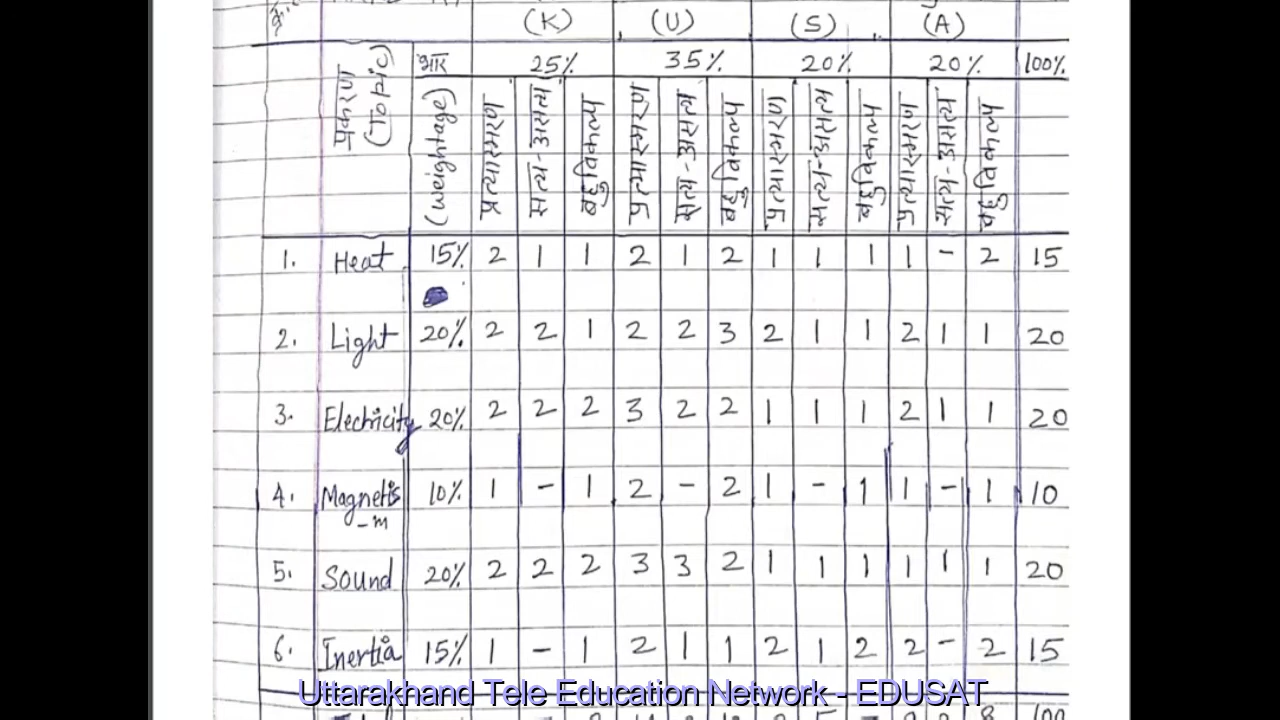 (K) (U) (S) (A)
प्रकरण (Topic) भार (Weightage) 25% 35% 20% 20% 100%
प्रत्यास्मरण सत्य-असत्य बहुविकल्प प्रत्यास्मरण सत्य-असत्य बहुविकल्प प्रत्यास्मरण सत्य-असत्य बहुविकल्प प्रत्यास्मरण सत्य-असत्य बहुविकल्प
1. Heat 15% 2 1 1 2 1 2 1 1 1 1 - 2 15
2. Light 20% 2 2 1 2 2 3 2 1 1 2 1 1 20
3. Electricity 20% 2 2 2 3 2 2 1 1 1 2 1 1 20
4. Magnetis 10% 1 - 1 2 - 2 1 - 1 1 - 1 10
-m
5. Sound 20% 2 2 2 3 3 2 1 1 1 1 1 1 20
6. Inertia 15% 1 - 1 2 1 1 2 1 2 2 - 2 15
Uttarakhand Tele Education Network - EDUSAT